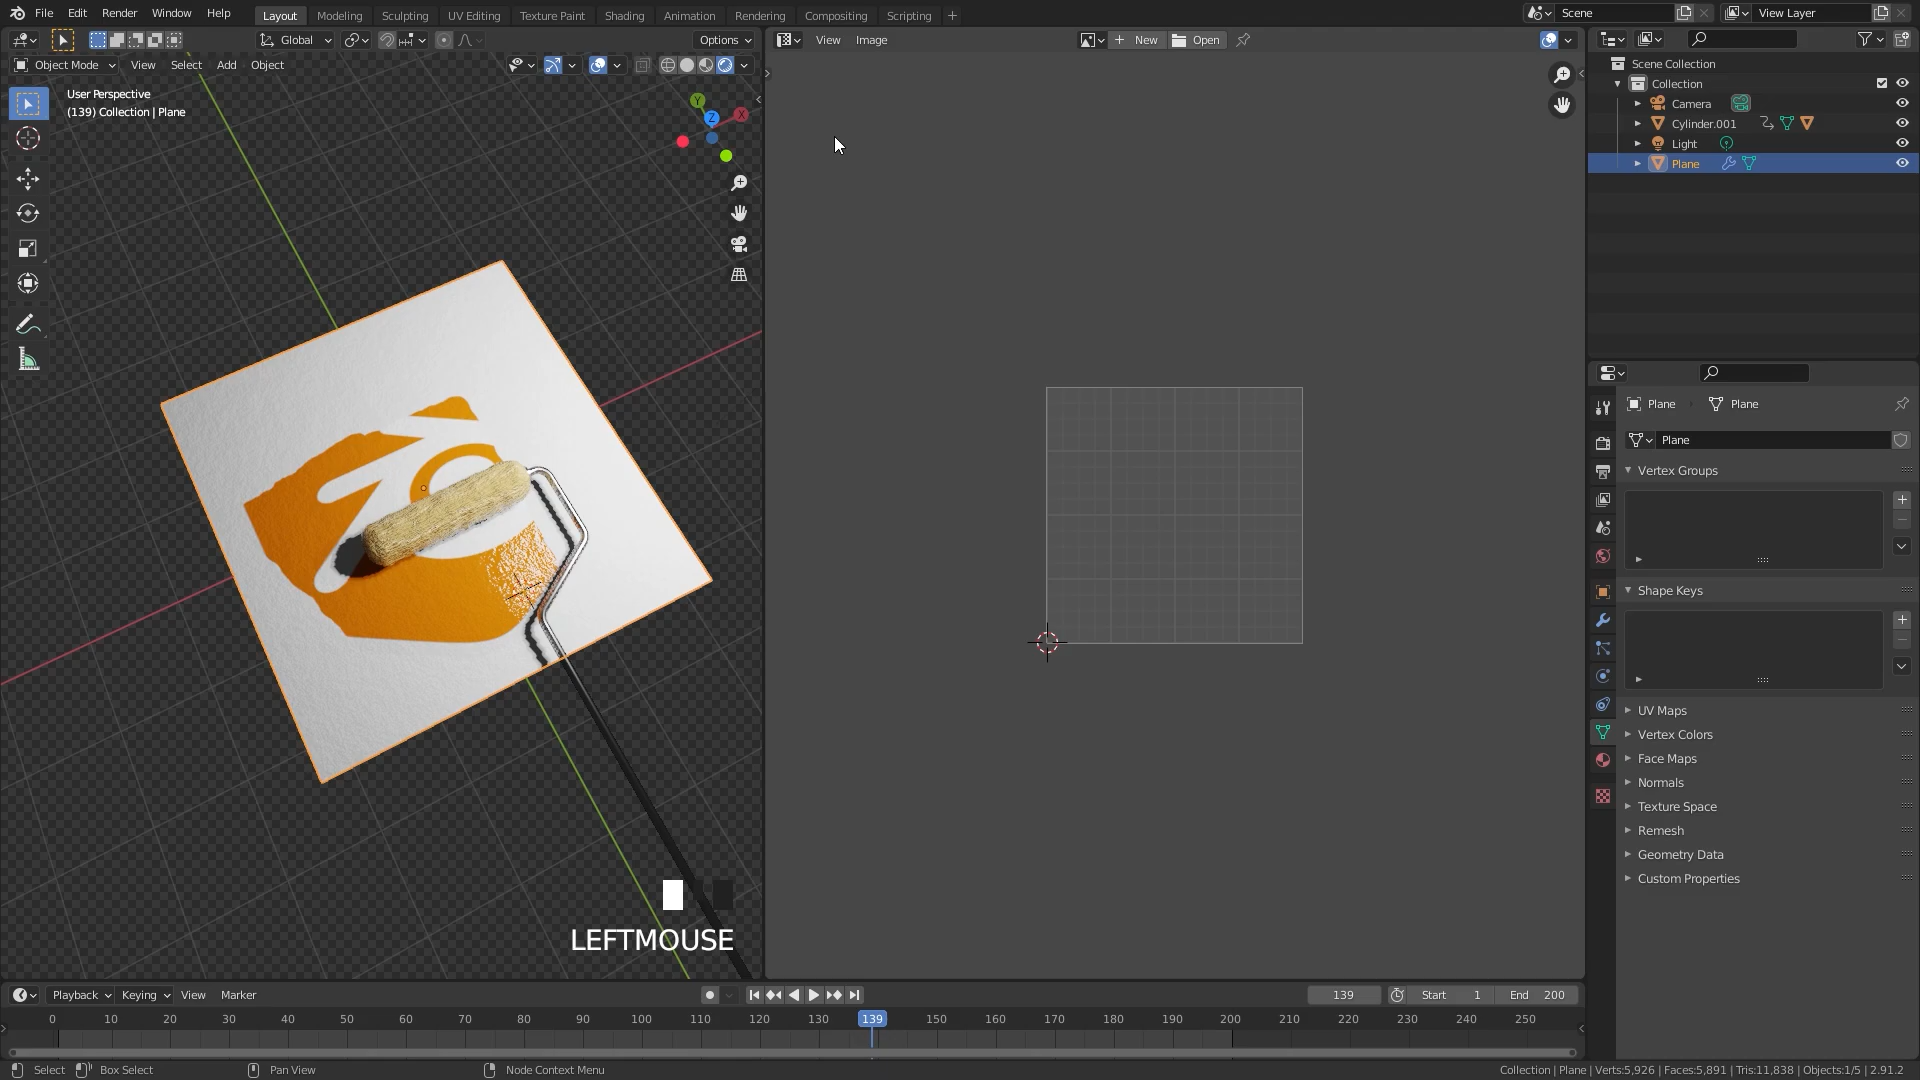 File Edit Render Window Help Layout Modeling Sculpting UV Editing Texture Paint Shading Animation Rendering Compositing Scripting + Scene View Layer
Global Options View Image New Open
Object Mode View Select Add Object
User Perspective
(139) Collection | Plane
Y
X
Z
Scene Collection
Collection
Camera
Cylinder.001
Light
Plane
Plane Plane
Plane
Vertex Groups
Shape Keys
UV Maps
Vertex Colors
Face Maps
Normals
Texture Space
Remesh
Geometry Data
Custom Properties
LEFTMOUSE
Playback Keying View Marker 139 Start 1 End 200
0 10 20 30 40 50 60 70 80 90 100 110 120 130 139 150 160 170 180 190 200 210 220 230 240 250
Select Box Select Pan View Node Context Menu Collection | Plane | Verts:5,926 | Faces:5,891 | Tris:11,838 | Objects:1/5 | 2.91.2